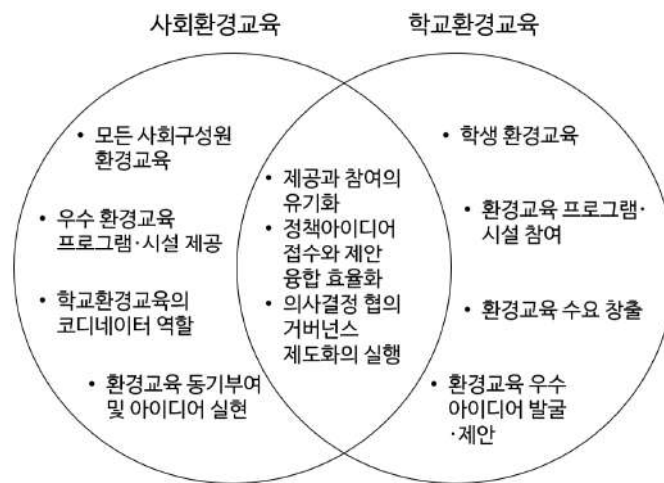 사회환경교육
학교환경교육
• 모든 사회구성원
환경교육
• 우수 환경교육
프로그램·시설 제공
• 학교환경교육의
코디네이터 역할
• 환경교육 동기부여
및 아이디어 실현
• 제공과 참여의
유기화
• 정책아이디어
접수와 제안
융합 효율화
• 의사결정 협의
거버넌스
제도화의 실행
• 학생 환경교육
• 환경교육 프로그램·
시설 참여
• 환경교육 수요 창출
• 환경교육 우수
아이디어 발굴
·제안